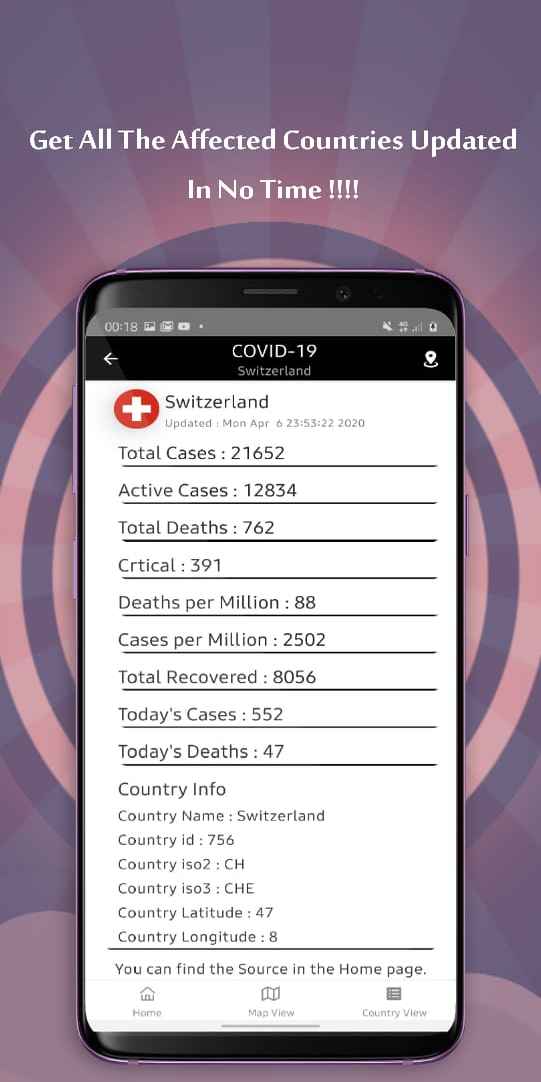 Get All The Affected Countries Updated
In No Time !!!!
00:18
4G
COVID-19
Switzerland
Switzerland
Updated : Mon Apr 6 23:53:22 2020
Total Cases : 21652
Active Cases : 12834
Total Deaths : 762
Crtical : 391
Deaths per Million : 88
Cases per Million : 2502
Total Recovered : 8056
Today's Cases : 552
Today's Deaths : 47
Country Info
Country Name : Switzerland
Country id : 756
Country iso2 : CH
Country iso3 : CHE
Country Latitude : 47
Country Longitude : 8
You can find the Source in the Home page.
Home Map View Country View